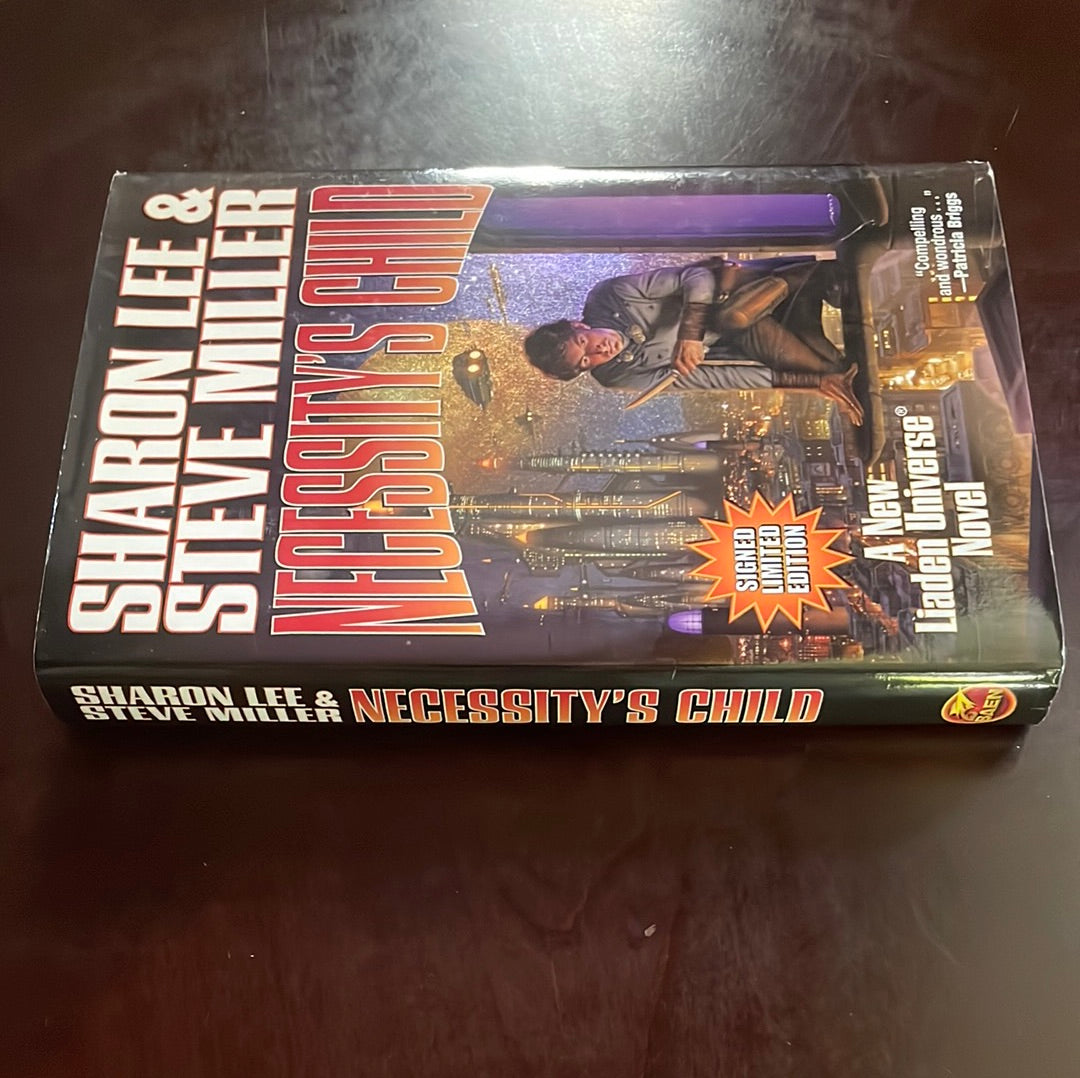 SHARON LEE &
STEVE MILLER
NECESSITY'S CHILD
"Compelling
and wondrous . . ."
—Patricia Briggs
SIGNED
LIMITED
EDITION
A New
Liaden Universe®
Novel
SHARON LEE &
STEVE MILLER
NECESSITY'S CHILD
BAEN